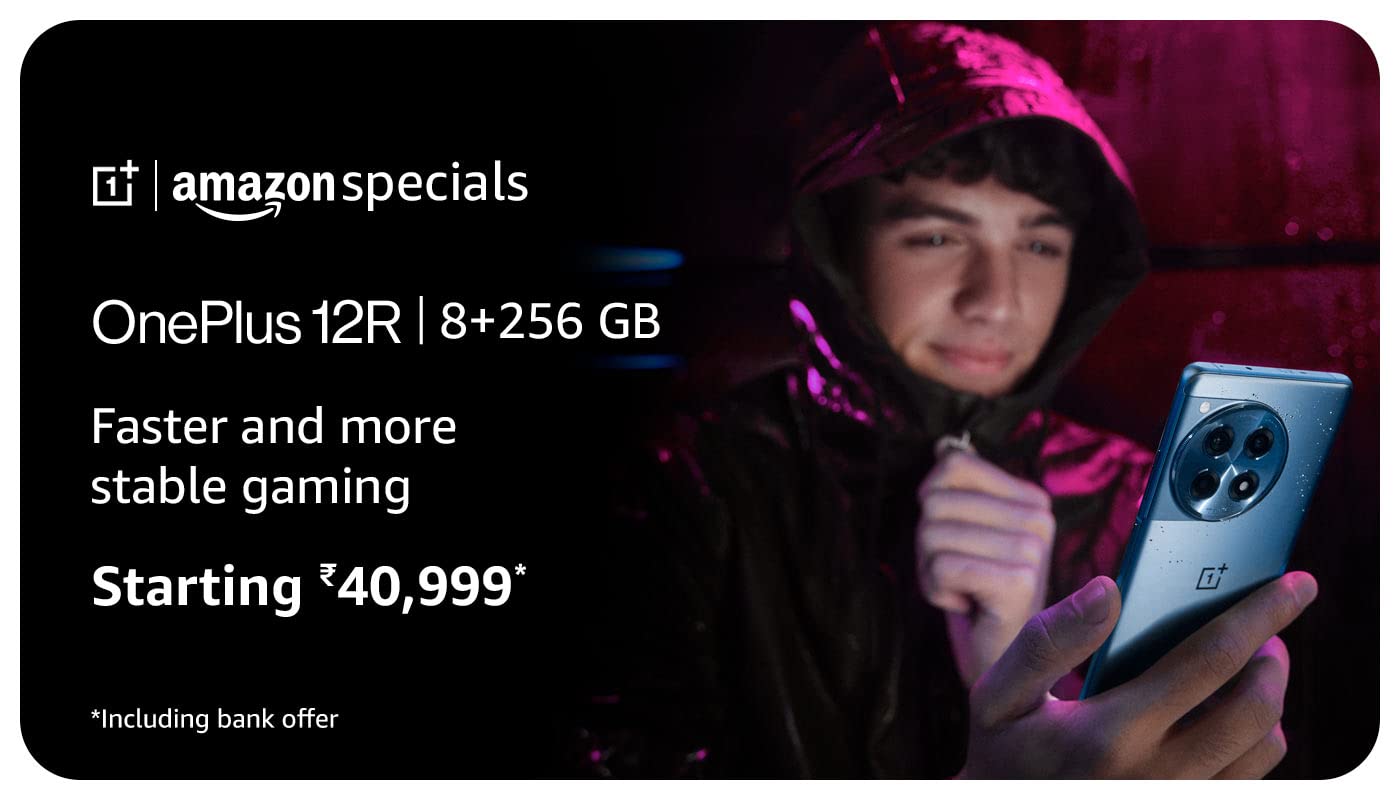 1+ | amazon specials
OnePlus 12R | 8+256 GB
Faster and more
stable gaming
Starting ₹40,999*
*Including bank offer
1+